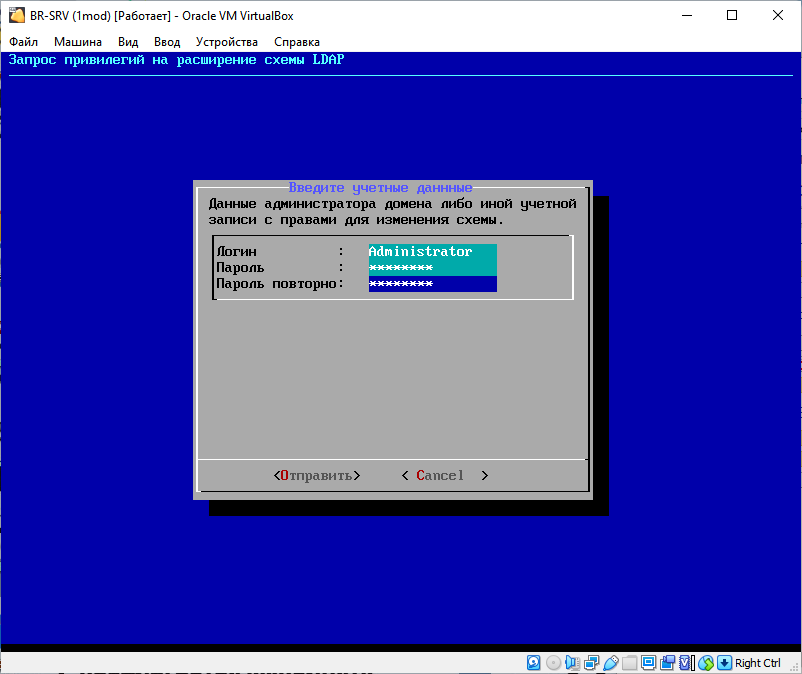 BR-SRV (1mod) [Работает] - Oracle VM VirtualBox
Файл Машина Вид Ввод Устройства Справка
Запрос привилегий на расширение схемы LDAP
Введите учетные даннные
Данные администратора домена либо иной учетной
записи с правами для изменения схемы.
Логин : Administrator
Пароль : ********
Пароль повторно: ********
<Отправить> < Cancel >
Right Ctrl